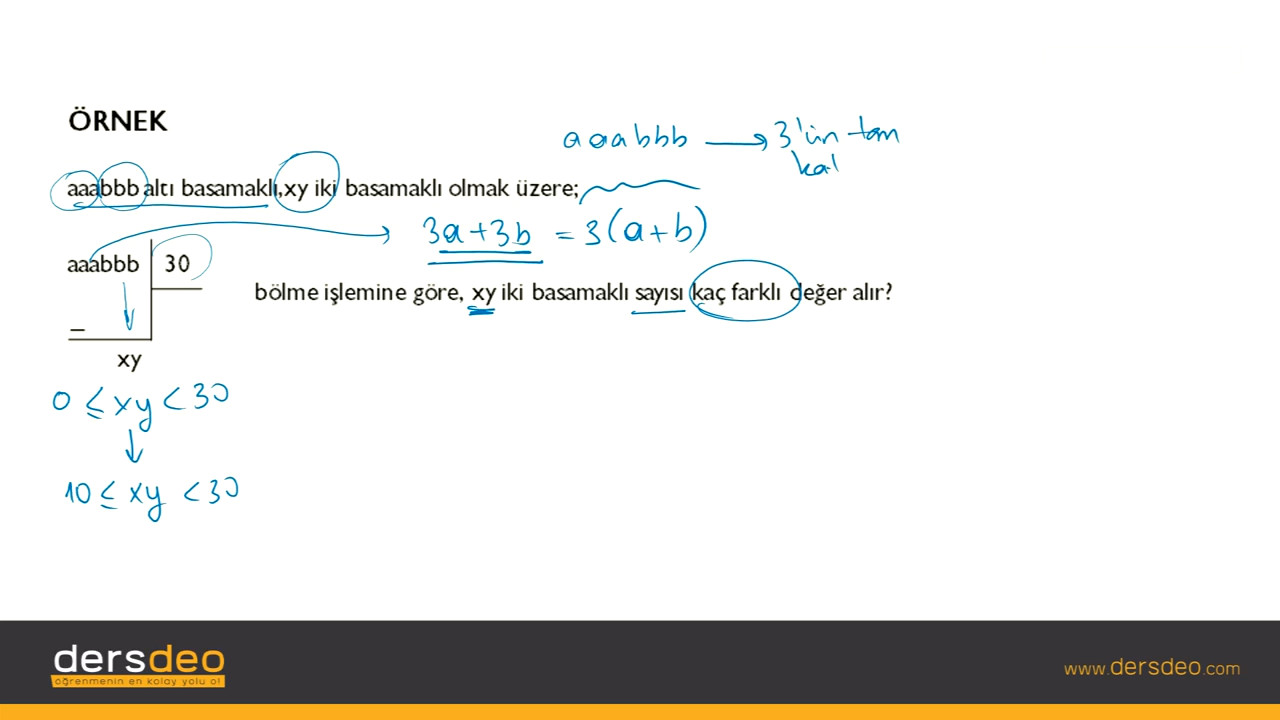 ÖRNEK
aaabbb → 3'ün tam
kat
aaabbb altı basamaklı,xy iki basamaklı olmak üzere;
3a+3b = 3(a+b)
aaabbb 30
bölme işlemine göre, xy iki basamaklı sayısı kaç farklı değer alır?
–
xy
0 ≤ xy < 30
↓
10 ≤ xy < 30
dersdeo
öğrenmenin en kolay yolu o!
www.dersdeo.com